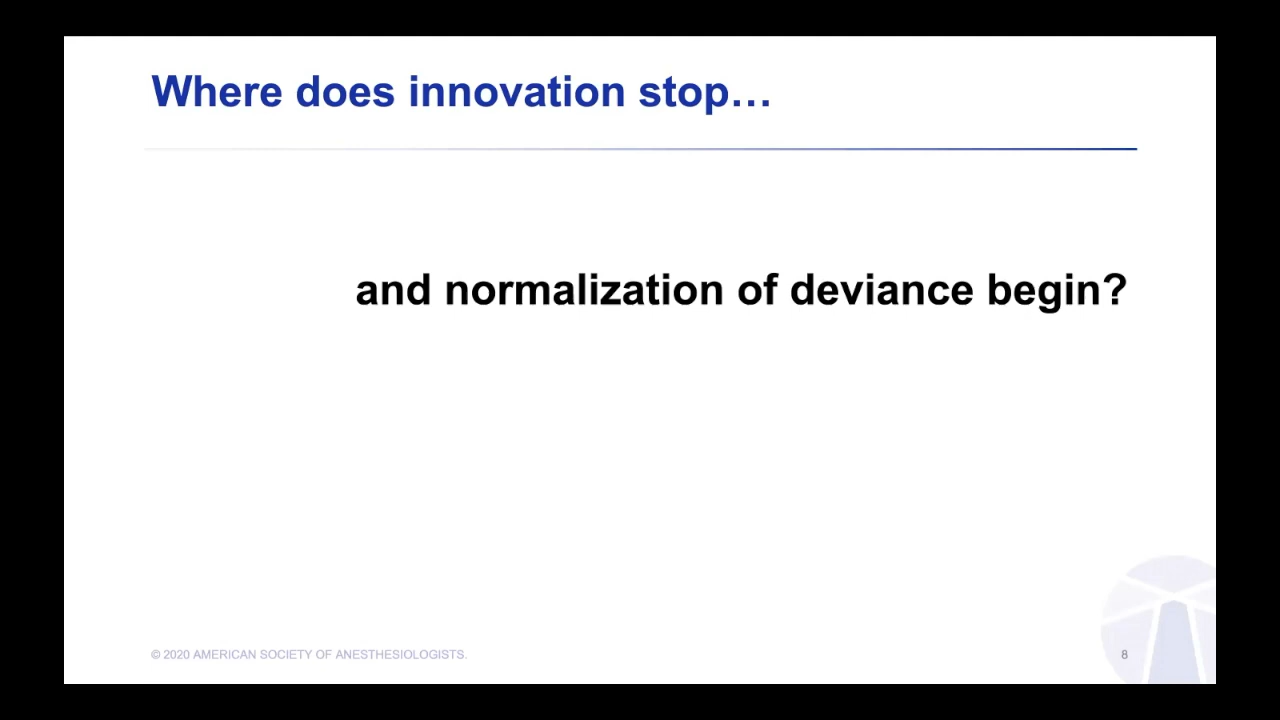 Where does innovation stop…
and normalization of deviance begin?
© 2020 AMERICAN SOCIETY OF ANESTHESIOLOGISTS.
8